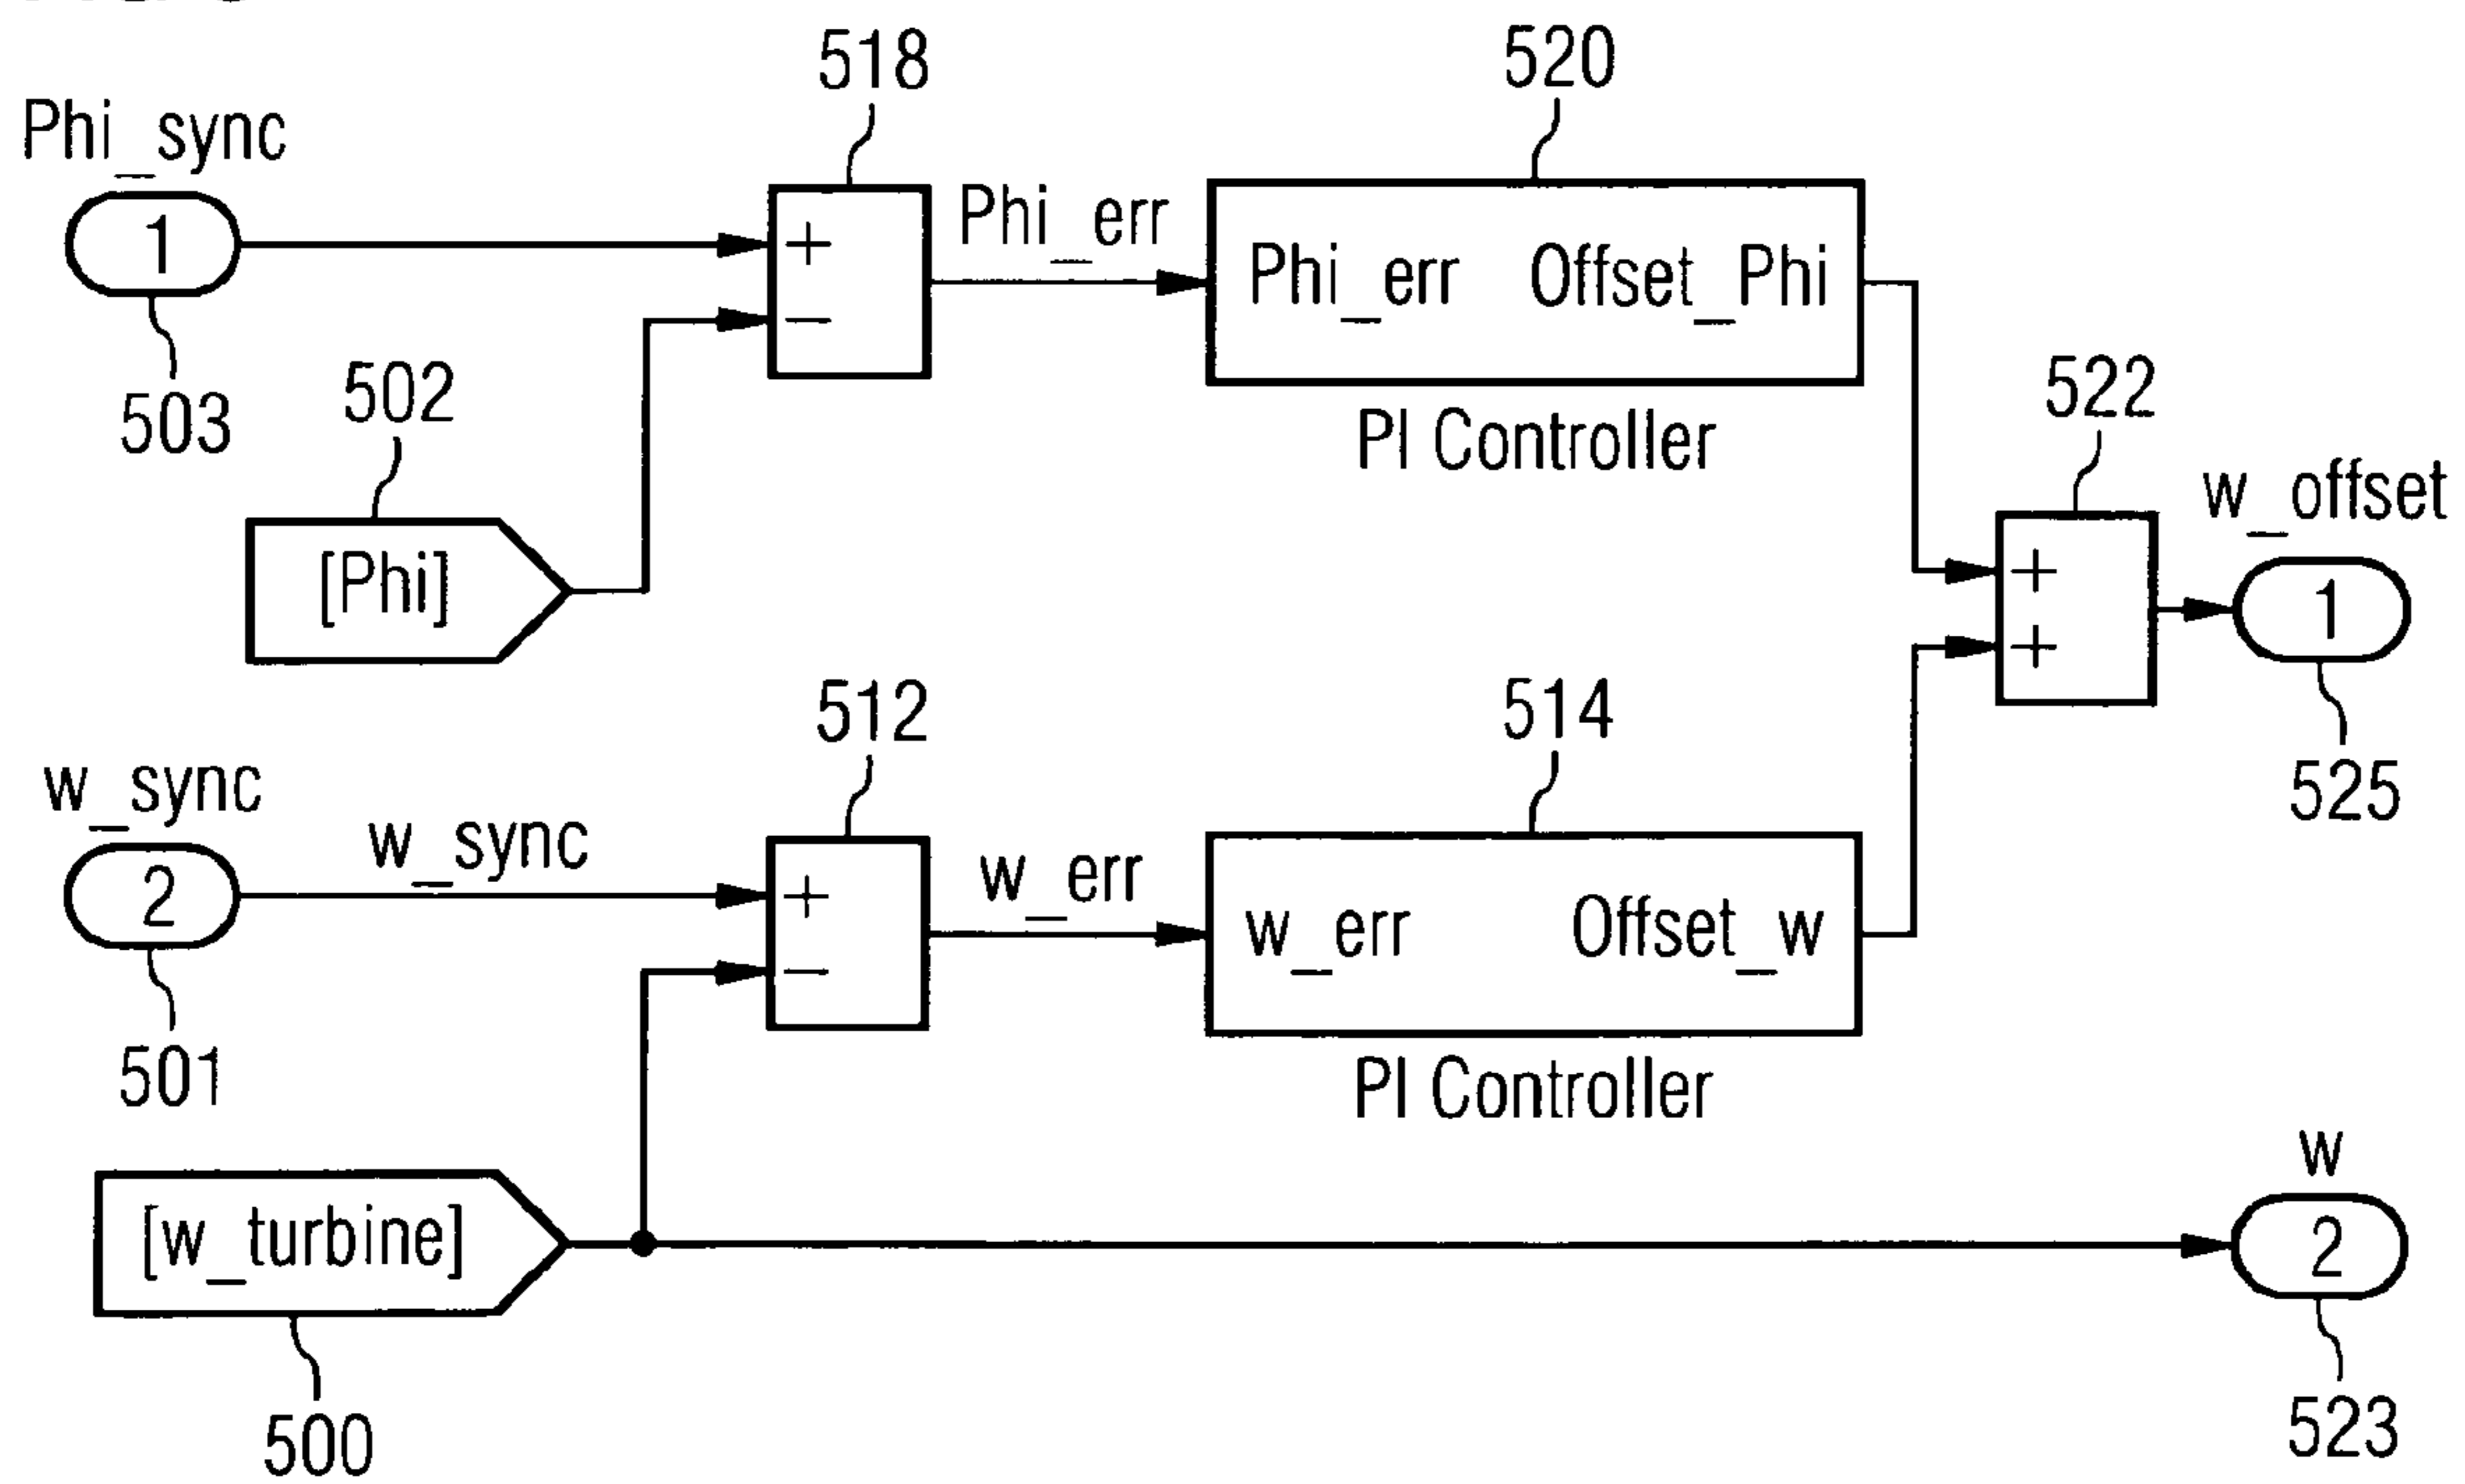 518
520
Phi_sync
1
+
−
Phi_err
Phi_err Offset_Phi
PI Controller
503
502
[Phi]
522
w_offset
+
+
1
525
512
514
w_sync
2
w_sync
+
−
w_err
w_err Offset_w
PI Controller
501
[w_turbine]
500
w
2
523